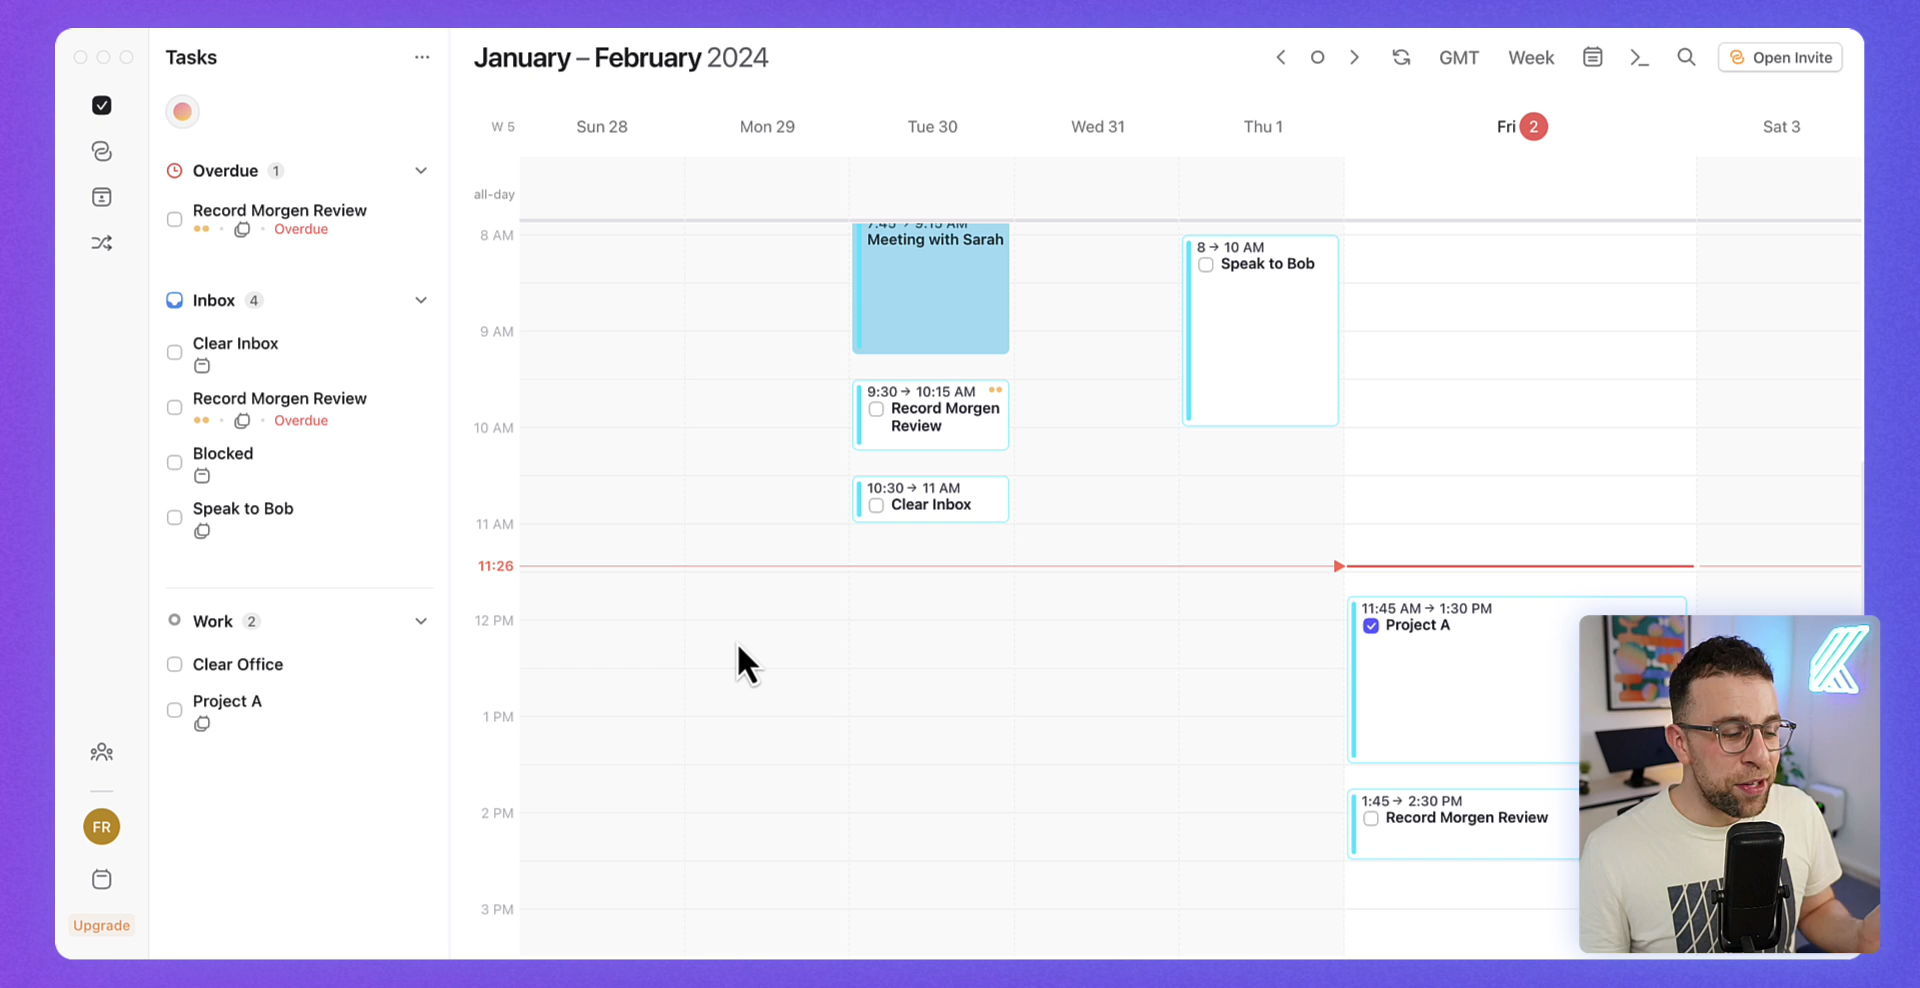 Tasks
Overdue 1
Record Morgen Review
Overdue
Inbox 4
Clear Inbox
Record Morgen Review
Overdue
Blocked
Speak to Bob
Work 2
Clear Office
Project A
FR
Upgrade
January – February 2024
GMT
Week
Open Invite
W 5
Sun 28
Mon 29
Tue 30
Wed 31
Thu 1
Fri 2
Sat 3
all-day
8 AM
9 AM
10 AM
11 AM
11:26
12 PM
1 PM
2 PM
3 PM
7:45 → 9:15 AM
Meeting with Sarah
9:30 → 10:15 AM
Record Morgen
Review
10:30 → 11 AM
Clear Inbox
8 → 10 AM
Speak to Bob
11:45 AM → 1:30 PM
Project A
1:45 → 2:30 PM
Record Morgen Review